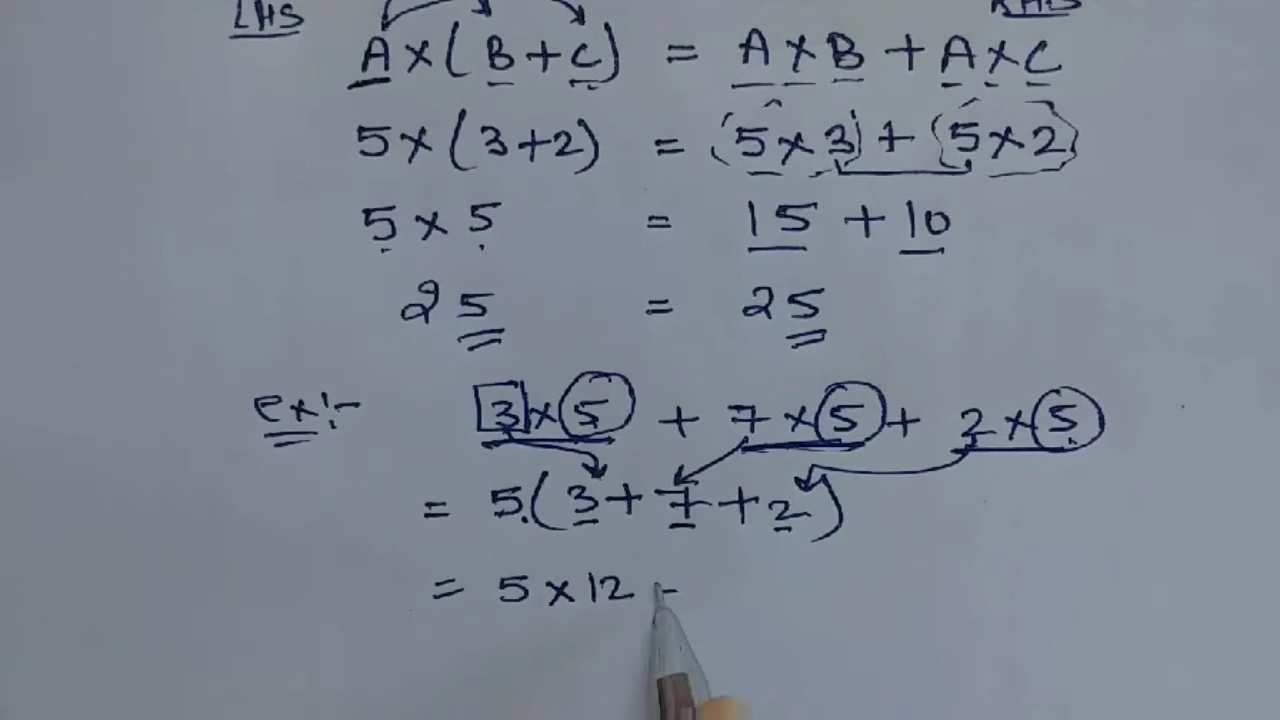 LHS RHS
A × ( B + C ) = A × B + A × C
5 × ( 3 + 2 ) = ( 5 × 3 ) + ( 5 × 2 )
5 × 5 = 15 + 10
25 = 25
ex:- 3 × 5 + 7 × 5 + 2 × 5
= 5. ( 3 + 7 + 2 )
= 5 × 12 -